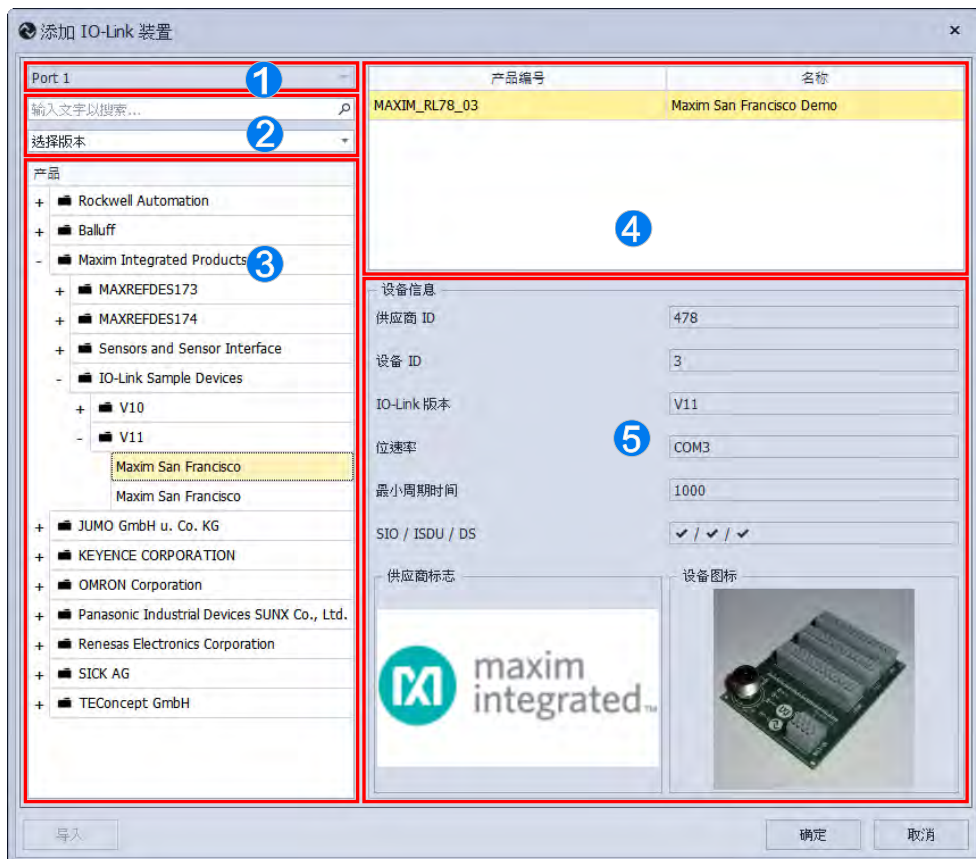 添加 IO-Link 装置
×
Port 1
1
输入文字以搜索...
选择版本
2
产品
+ Rockwell Automation
+ Balluff
- Maxim Integrated Products
3
+ MAXREFDES173
+ MAXREFDES174
+ Sensors and Sensor Interface
- IO-Link Sample Devices
+ V10
- V11
Maxim San Francisco
Maxim San Francisco
+ JUMO GmbH u. Co. KG
+ KEYENCE CORPORATION
+ OMRON Corporation
+ Panasonic Industrial Devices SUNX Co., Ltd.
+ Renesas Electronics Corporation
+ SICK AG
+ TEConcept GmbH
产品编号 名称
MAXIM_RL78_03 Maxim San Francisco Demo
4
设备信息
供应商 ID 478
设备 ID 3
IO-Link 版本 V11
位速率 COM3
5
最小周期时间 1000
SIO / ISDU / DS ✔ / ✔ / ✔
供应商标志
maxim
integrated™
设备图标
导入 确定 取消